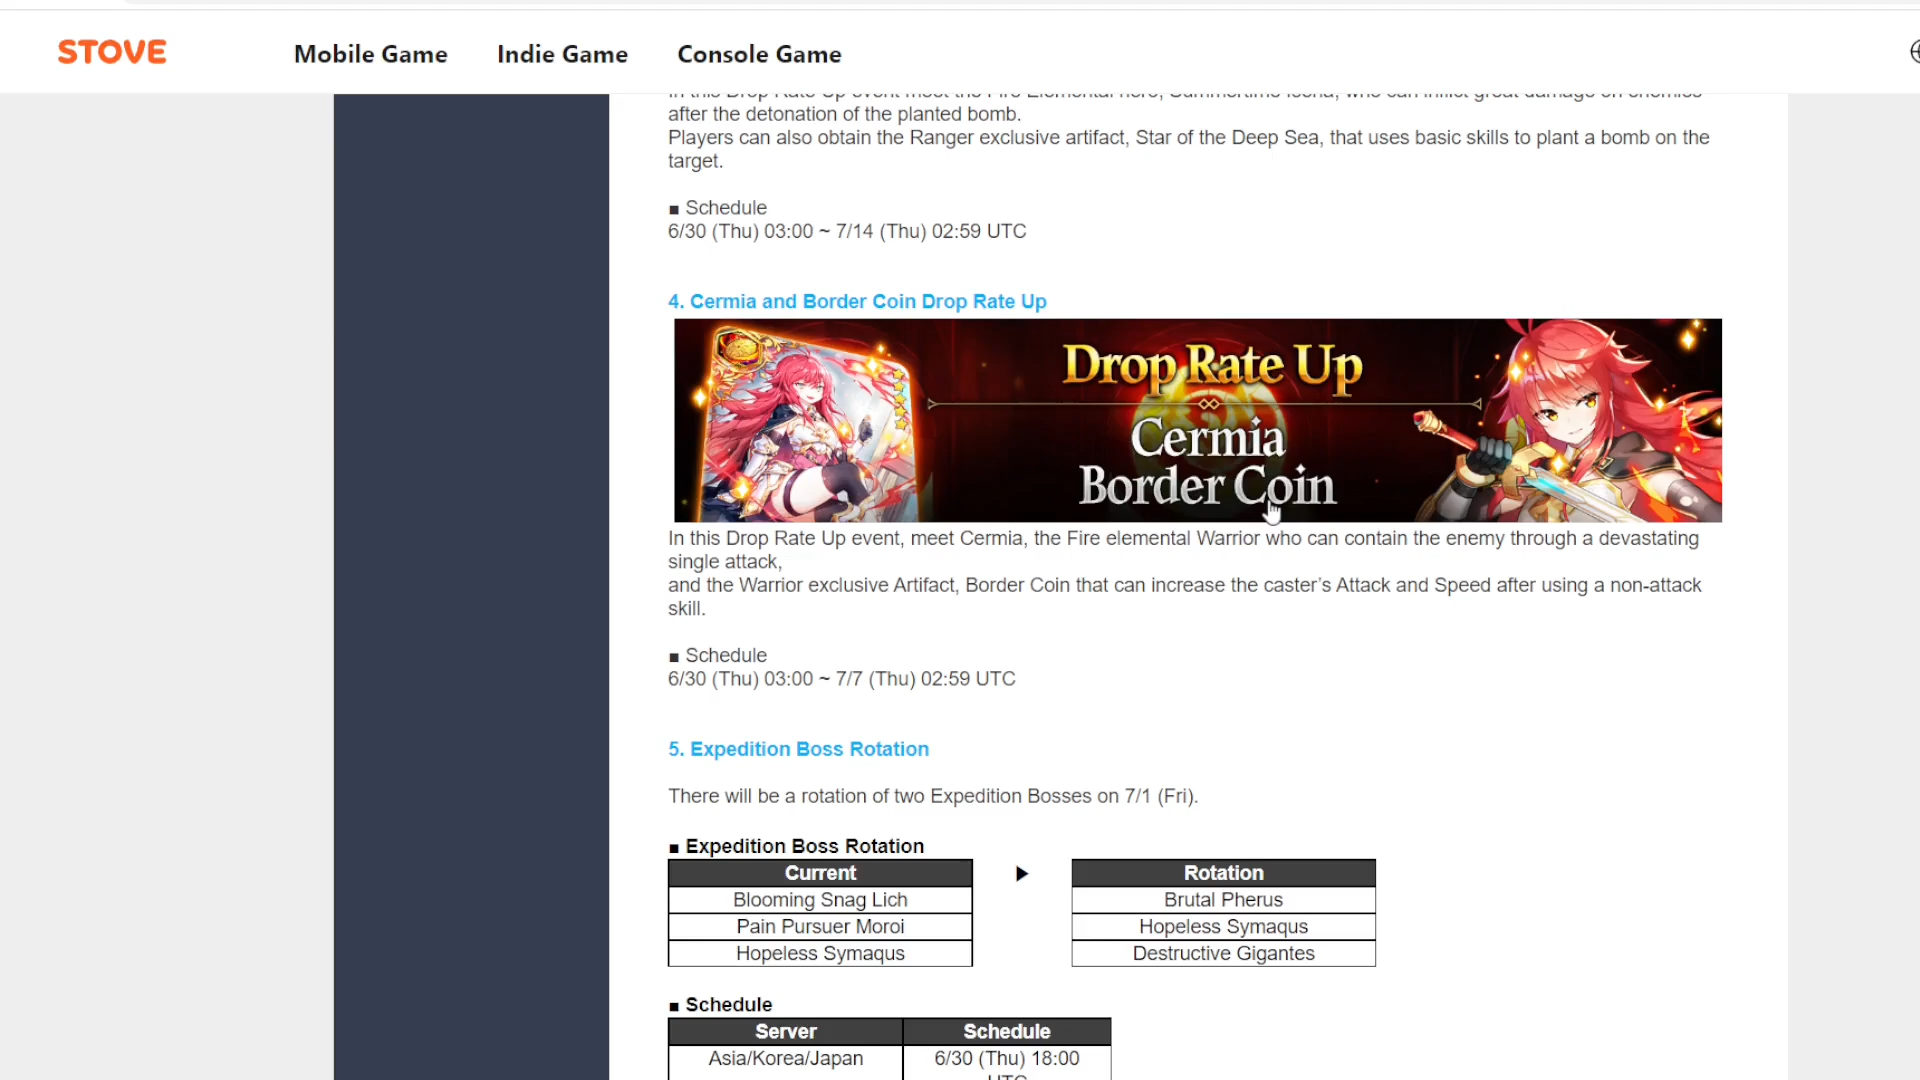 STOVE
Mobile Game
Indie Game
Console Game
after the detonation of the planted bomb.
Players can also obtain the Ranger exclusive artifact, Star of the Deep Sea, that uses basic skills to plant a bomb on the
target.
■ Schedule
6/30 (Thu) 03:00 ~ 7/14 (Thu) 02:59 UTC
4. Cermia and Border Coin Drop Rate Up
Drop Rate Up
Cermia
Border Coin
In this Drop Rate Up event, meet Cermia, the Fire elemental Warrior who can contain the enemy through a devastating
single attack,
and the Warrior exclusive Artifact, Border Coin that can increase the caster's Attack and Speed after using a non-attack
skill.
■ Schedule
6/30 (Thu) 03:00 ~ 7/7 (Thu) 02:59 UTC
5. Expedition Boss Rotation
There will be a rotation of two Expedition Bosses on 7/1 (Fri).
■ Expedition Boss Rotation
Current ▶ Rotation
Blooming Snag Lich Brutal Pherus
Pain Pursuer Moroi Hopeless Symaqus
Hopeless Symaqus Destructive Gigantes
■ Schedule
Server Schedule
Asia/Korea/Japan 6/30 (Thu) 18:00
UTC